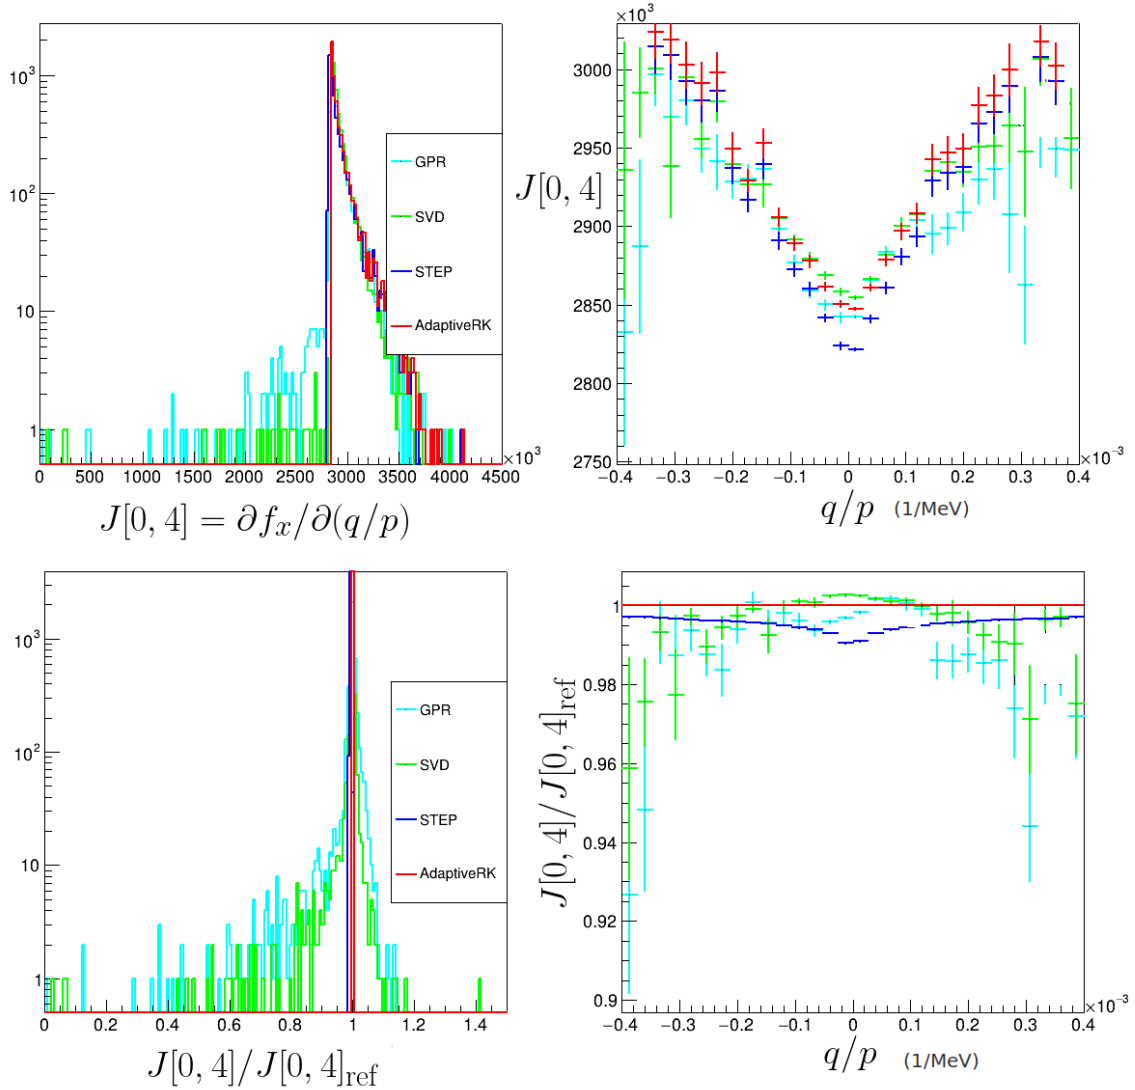 10³
10²
10
1
GPR
SVD
STEP
AdaptiveRK
0 500 1000 1500 2000 2500 3000 3500 4000 4500
×10³
J[0, 4] = ∂fₓ/∂(q/p)
×10³
3000
2950
2900
2850
2800
2750
J[0, 4]
−0.4 −0.3 −0.2 −0.1 0 0.1 0.2 0.3 0.4
×10⁻³
q/p (1/MeV)
10³
10²
10
1
GPR
SVD
STEP
AdaptiveRK
0 0.2 0.4 0.6 0.8 1 1.2 1.4
J[0, 4]/J[0, 4]ref
1
0.98
0.96
0.94
0.92
0.9
J[0, 4]/J[0, 4]ref
−0.4 −0.3 −0.2 −0.1 0 0.1 0.2 0.3 0.4
×10⁻³
q/p (1/MeV)